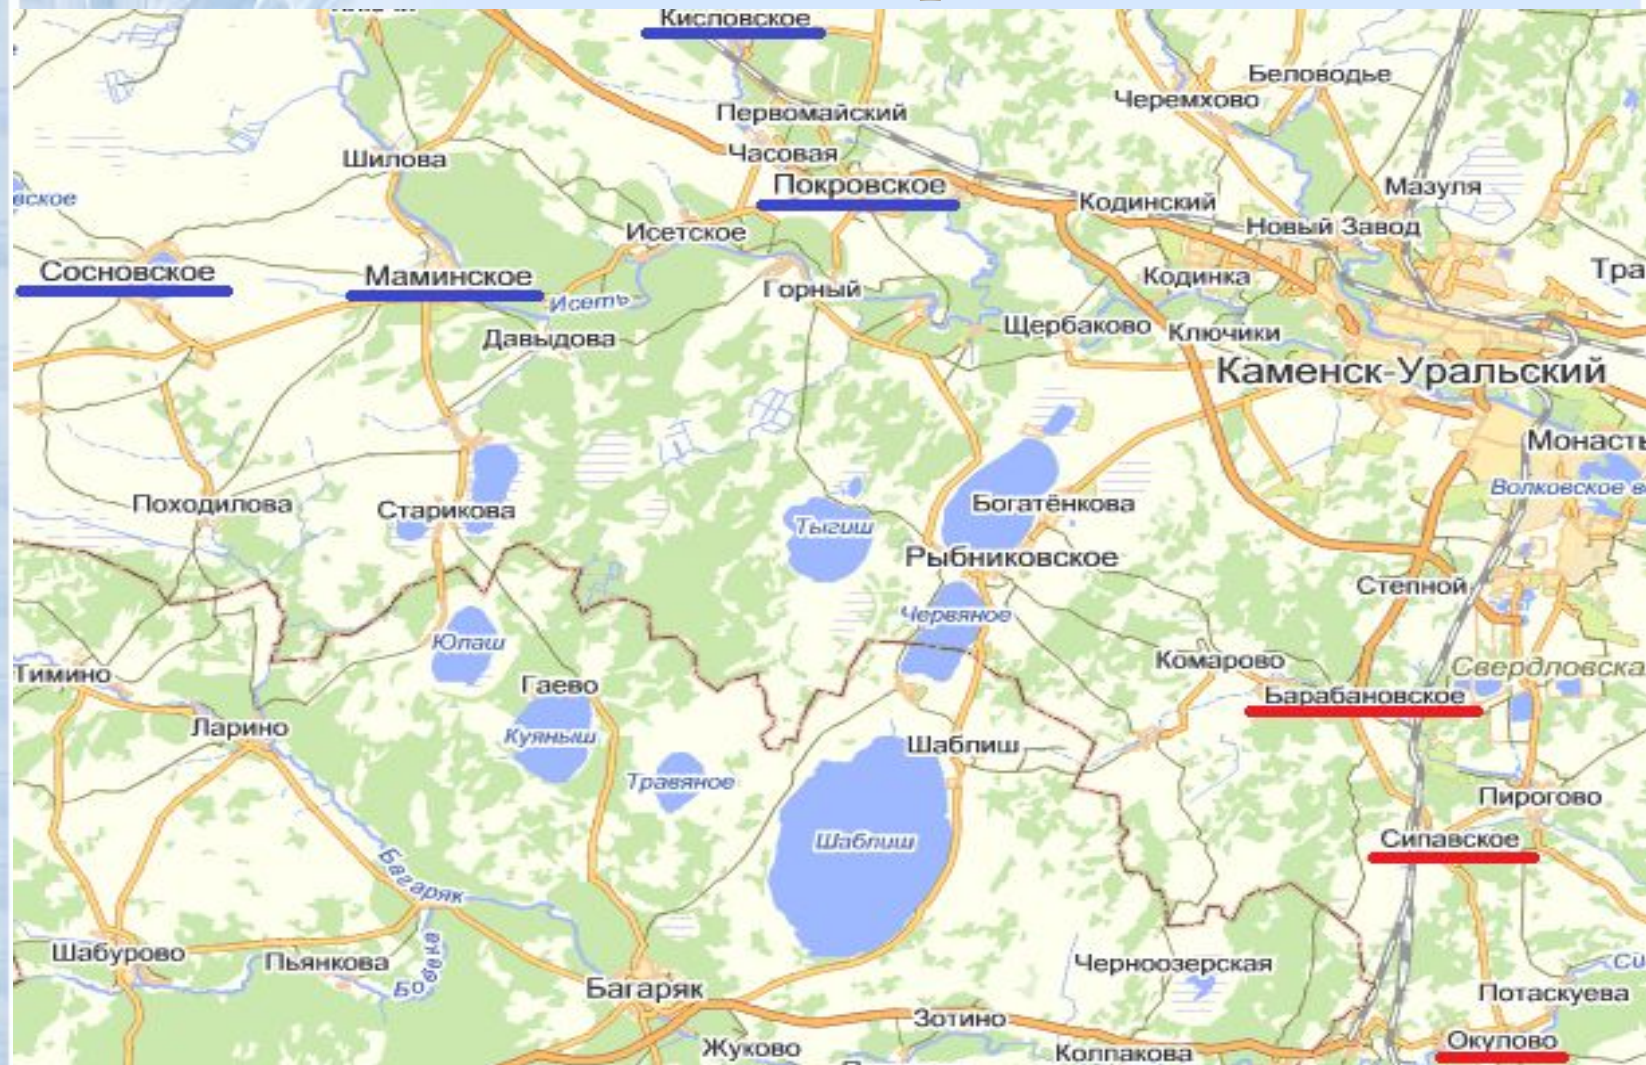 Кисловское
Беловодье
Черемхово
Первомайский
Часовая
Шилова
Покровское
Мазуля
Кодинский
Исетское
Новый Завод
вское
Сосновское
Маминское
Исеть
Горный
Кодинка
Тра
Щербаково
Ключики
Давыдова
Каменск-Уральский
Монасть
Волковское в
Богатёнкова
Походилова
Старикова
Тыгиш
Рыбниковское
Степной
Червяное
Юлаш
Комарово
Свердловска
Тимино
Гаево
Барабановское
Ларино
Куяныш
Шаблиш
Травяное
Пирогово
Шаблиш
Сипавское
Багаряк
Шабурово
Пьянкова
Боевка
Черноозерская
Си
Багаряк
Потаскуева
Зотино
Жуково
Колпакова
Окулово